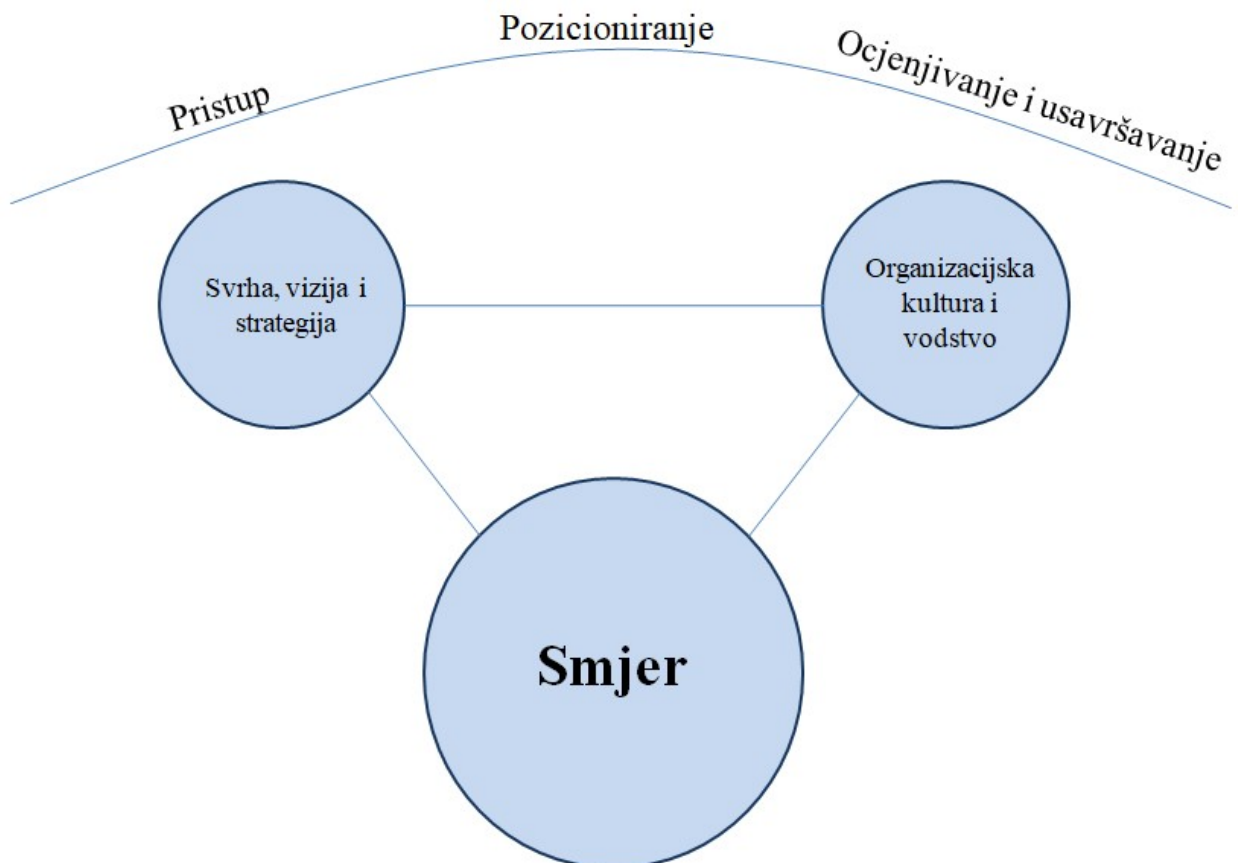 Pozicioniranje
Pristup
Ocjenjivanje i usavršavanje
Svrha, vizija i
strategija
Organizacijska
kultura i
vodstvo
Smjer